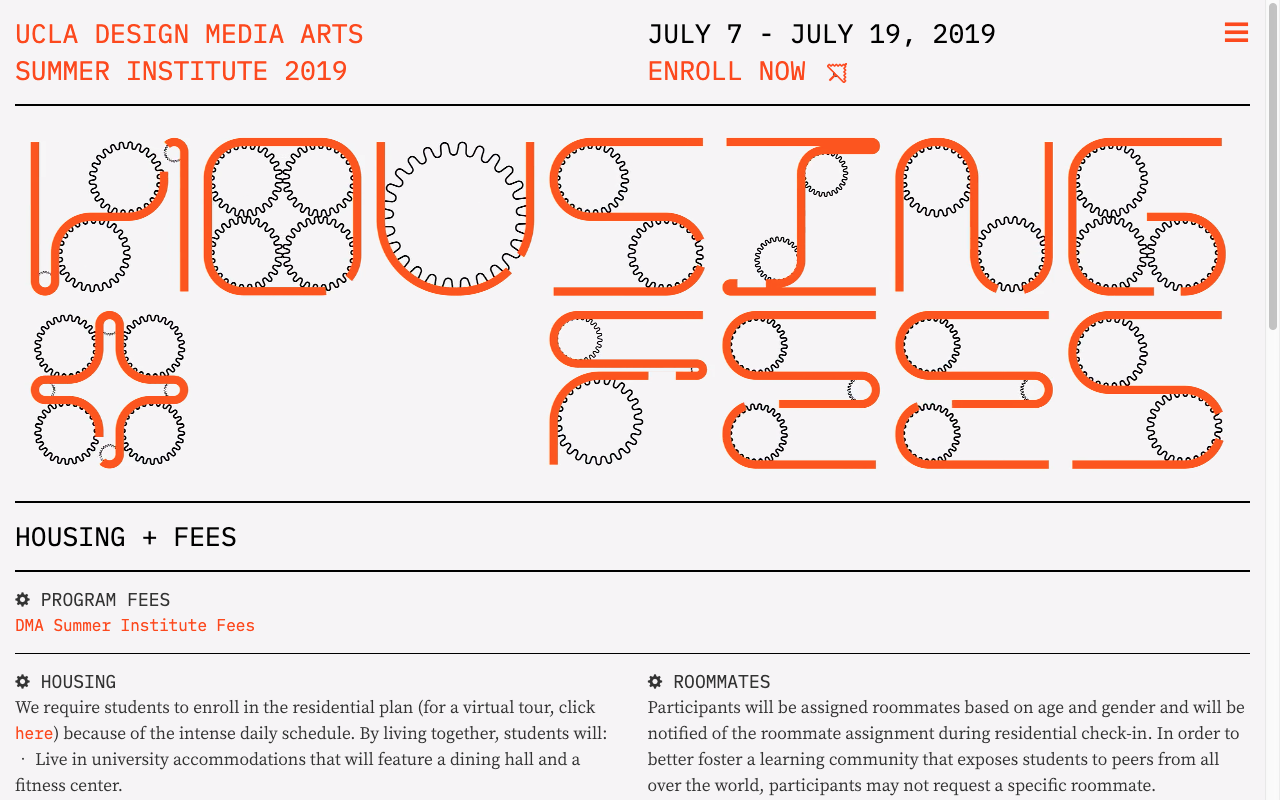 UCLA DESIGN MEDIA ARTS
SUMMER INSTITUTE 2019
JULY 7 - JULY 19, 2019
ENROLL NOW
HOUSING
+ FEES
HOUSING + FEES
PROGRAM FEES
DMA Summer Institute Fees
HOUSING
We require students to enroll in the residential plan (for a virtual tour, click
here) because of the intense daily schedule. By living together, students will:
· Live in university accommodations that will feature a dining hall and a
fitness center.
ROOMMATES
Participants will be assigned roommates based on age and gender and will be
notified of the roommate assignment during residential check-in. In order to
better foster a learning community that exposes students to peers from all
over the world, participants may not request a specific roommate.